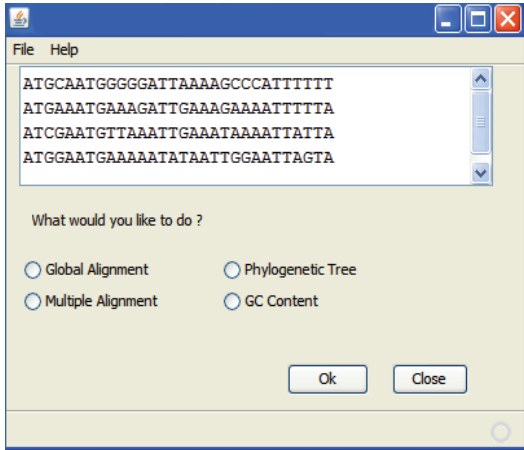 File Help
ATGCAATGGGGGATTAAAAGCCCATTTTTT
ATGAAATGAAAGATTGAAAGAAAATTTTTA
ATCGAATGTTAAATTGAAATAAAATTATTA
ATGGAATGAAAAATATAATTGGAATTAGTA
What would you like to do ?
Global Alignment Phylogenetic Tree
Multiple Alignment GC Content
Ok Close